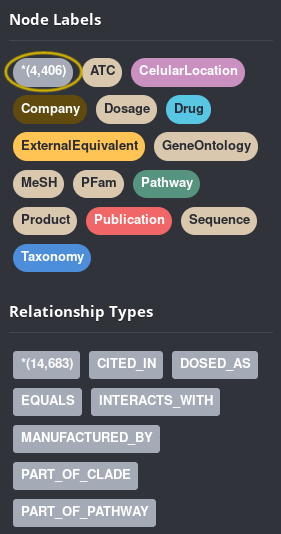 Node Labels
*(4,406) ATC CelularLocation
Company Dosage Drug
ExternalEquivalent GeneOntology
MeSH PFam Pathway
Product Publication Sequence
Taxonomy
Relationship Types
*(14,683) CITED_IN DOSED_AS
EQUALS INTERACTS_WITH
MANUFACTURED_BY
PART_OF_CLADE
PART_OF_PATHWAY